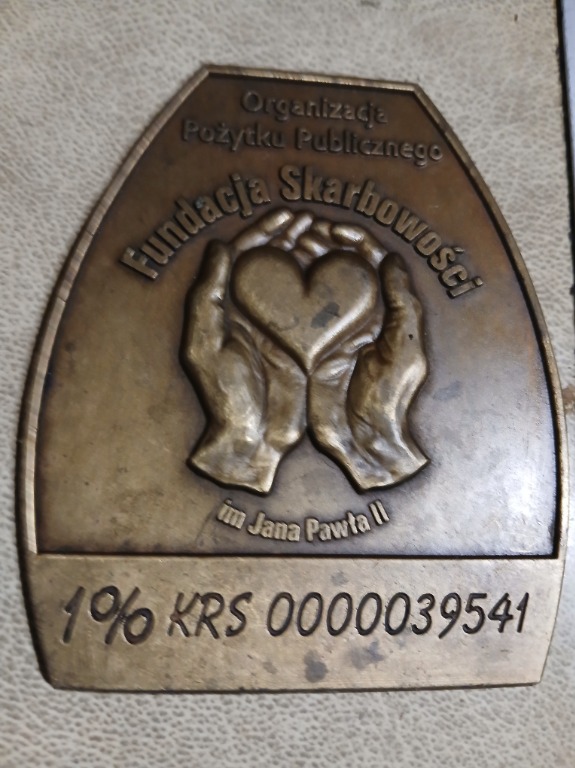 Organizacja
Pożytku Publicznego
Fundacja Skarbowości
im Jana Pawła II
1% KRS 0000039541